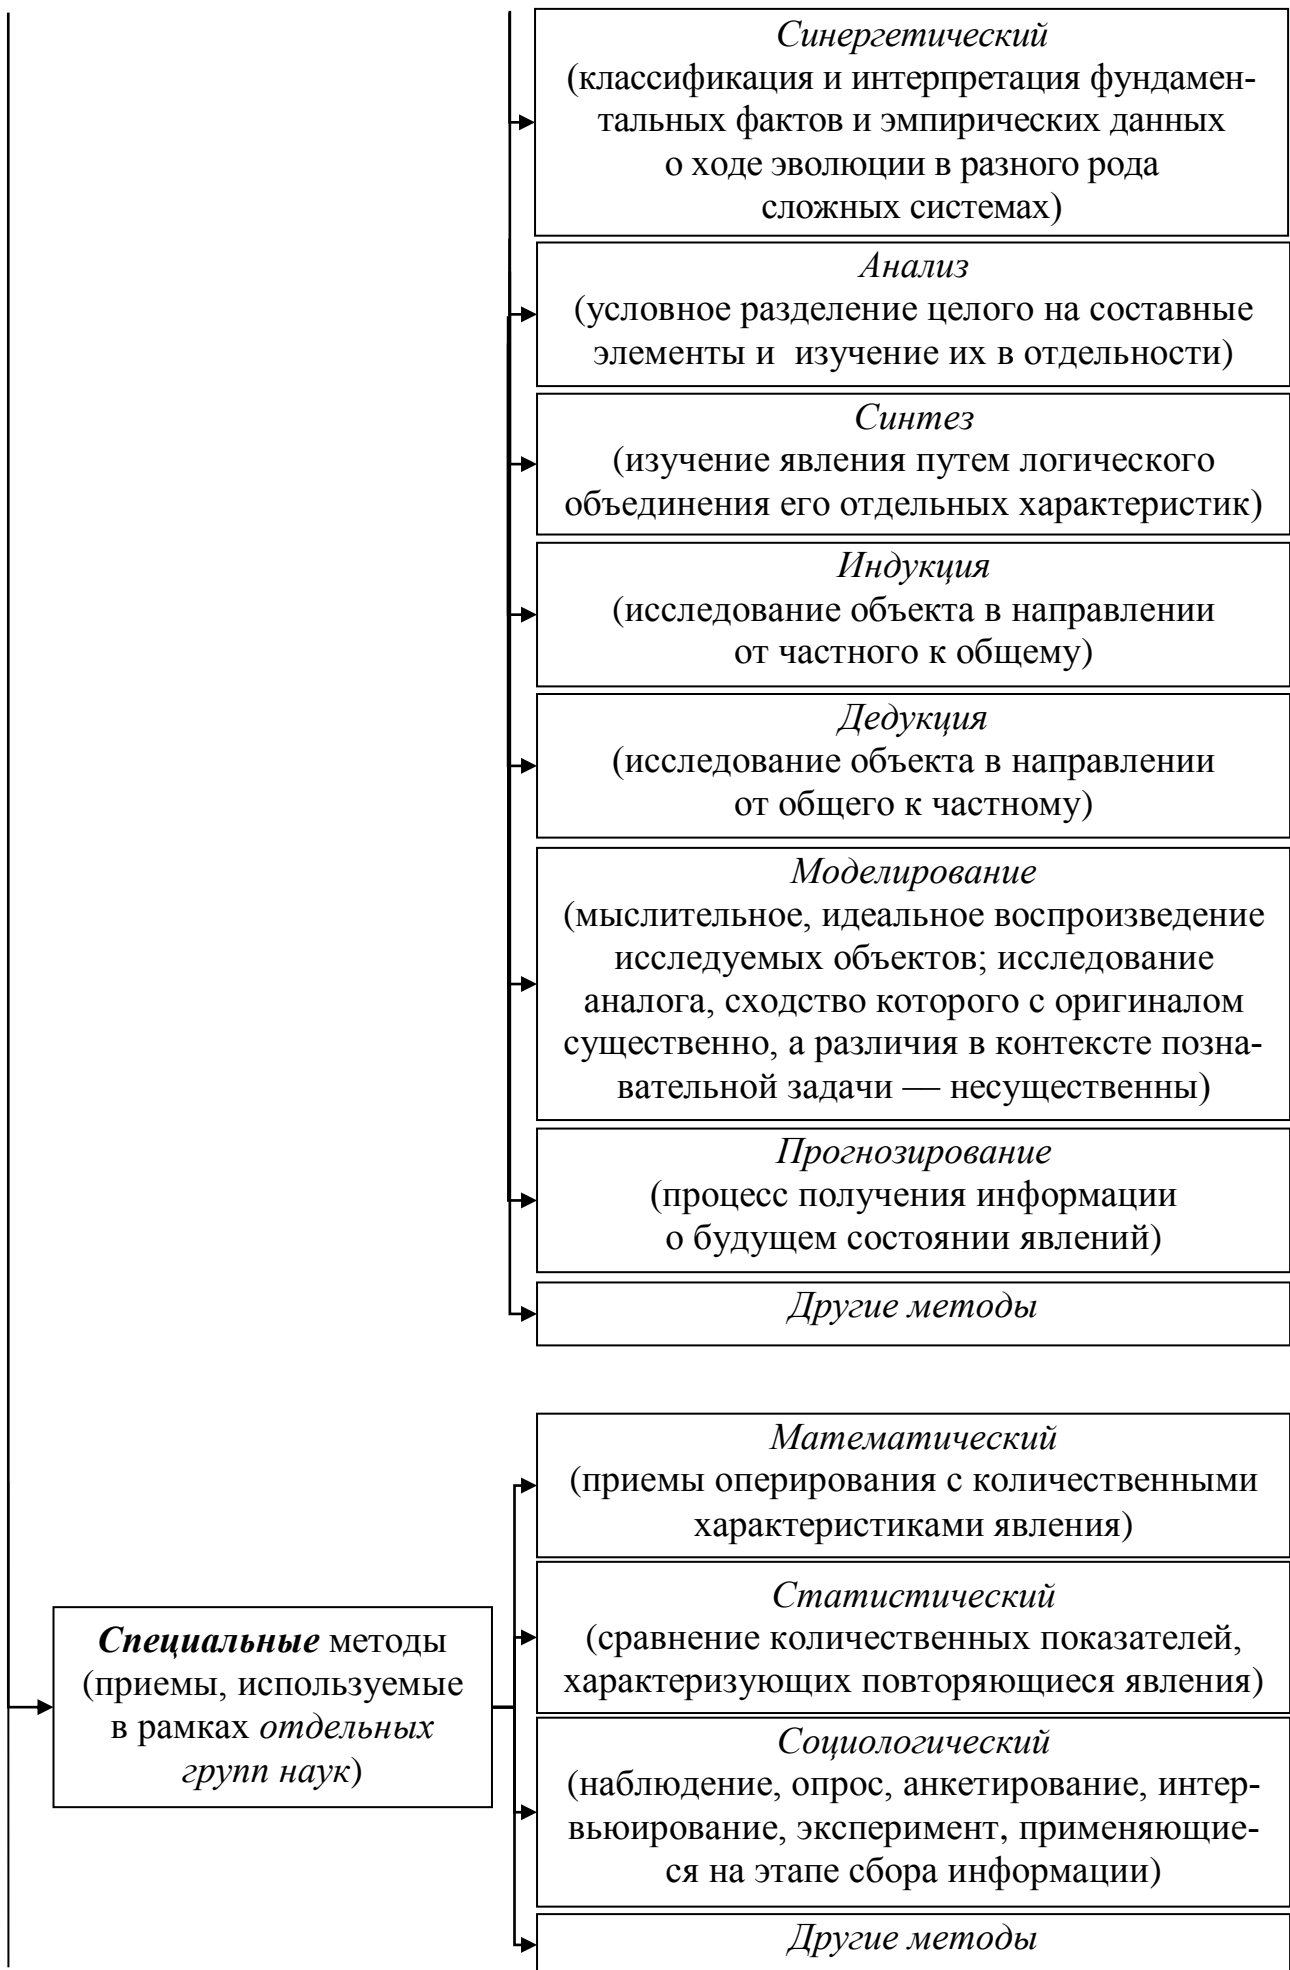 Синергетический
(классификация и интерпретация фундамен-
тальных фактов и эмпирических данных
о ходе эволюции в разного рода
сложных системах)
Анализ
(условное разделение целого на составные
элементы и  изучение их в отдельности)
Синтез
(изучение явления путем логического
объединения его отдельных характеристик)
Индукция
(исследование объекта в направлении
от частного к общему)
Дедукция
(исследование объекта в направлении
от общего к частному)
Моделирование
(мыслительное, идеальное воспроизведение
исследуемых объектов; исследование
аналога, сходство которого с оригиналом
существенно, а различия в контексте позна-
вательной задачи — несущественны)
Прогнозирование
(процесс получения информации
о будущем состоянии явлений)
Другие методы
Специальные методы
(приемы, используемые
в рамках отдельных
групп наук)
Математический
(приемы оперирования с количественными
характеристиками явления)
Статистический
(сравнение количественных показателей,
характеризующих повторяющиеся явления)
Социологический
(наблюдение, опрос, анкетирование, интер-
вьюирование, эксперимент, применяющие-
ся на этапе сбора информации)
Другие методы